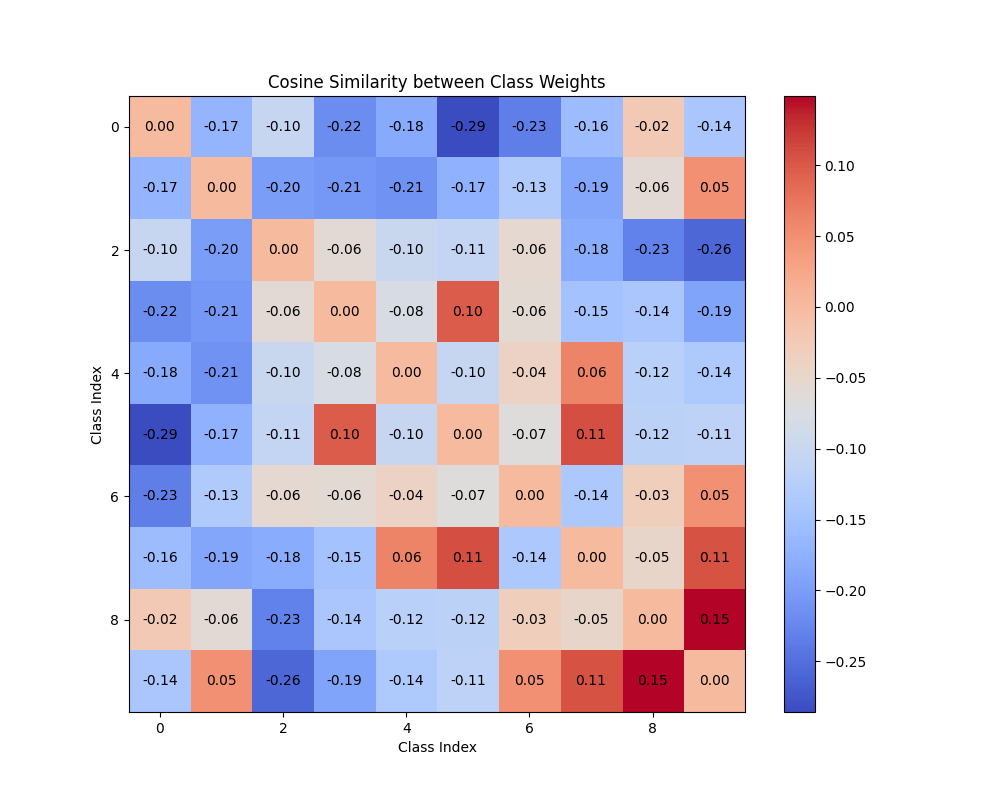 Cosine Similarity between Class Weights
0 0.00 -0.17 -0.10 -0.22 -0.18 -0.29 -0.23 -0.16 -0.02 -0.14
-0.17 0.00 -0.20 -0.21 -0.21 -0.17 -0.13 -0.19 -0.06 0.05
2 -0.10 -0.20 0.00 -0.06 -0.10 -0.11 -0.06 -0.18 -0.23 -0.26
-0.22 -0.21 -0.06 0.00 -0.08 0.10 -0.06 -0.15 -0.14 -0.19
4 -0.18 -0.21 -0.10 -0.08 0.00 -0.10 -0.04 0.06 -0.12 -0.14
-0.29 -0.17 -0.11 0.10 -0.10 0.00 -0.07 0.11 -0.12 -0.11
6 -0.23 -0.13 -0.06 -0.06 -0.04 -0.07 0.00 -0.14 -0.03 0.05
-0.16 -0.19 -0.18 -0.15 0.06 0.11 -0.14 0.00 -0.05 0.11
8 -0.02 -0.06 -0.23 -0.14 -0.12 -0.12 -0.03 -0.05 0.00 0.15
-0.14 0.05 -0.26 -0.19 -0.14 -0.11 0.05 0.11 0.15 0.00
0 2 4 6 8
Class Index
Class Index
0.10
0.05
0.00
−0.05
−0.10
−0.15
−0.20
−0.25